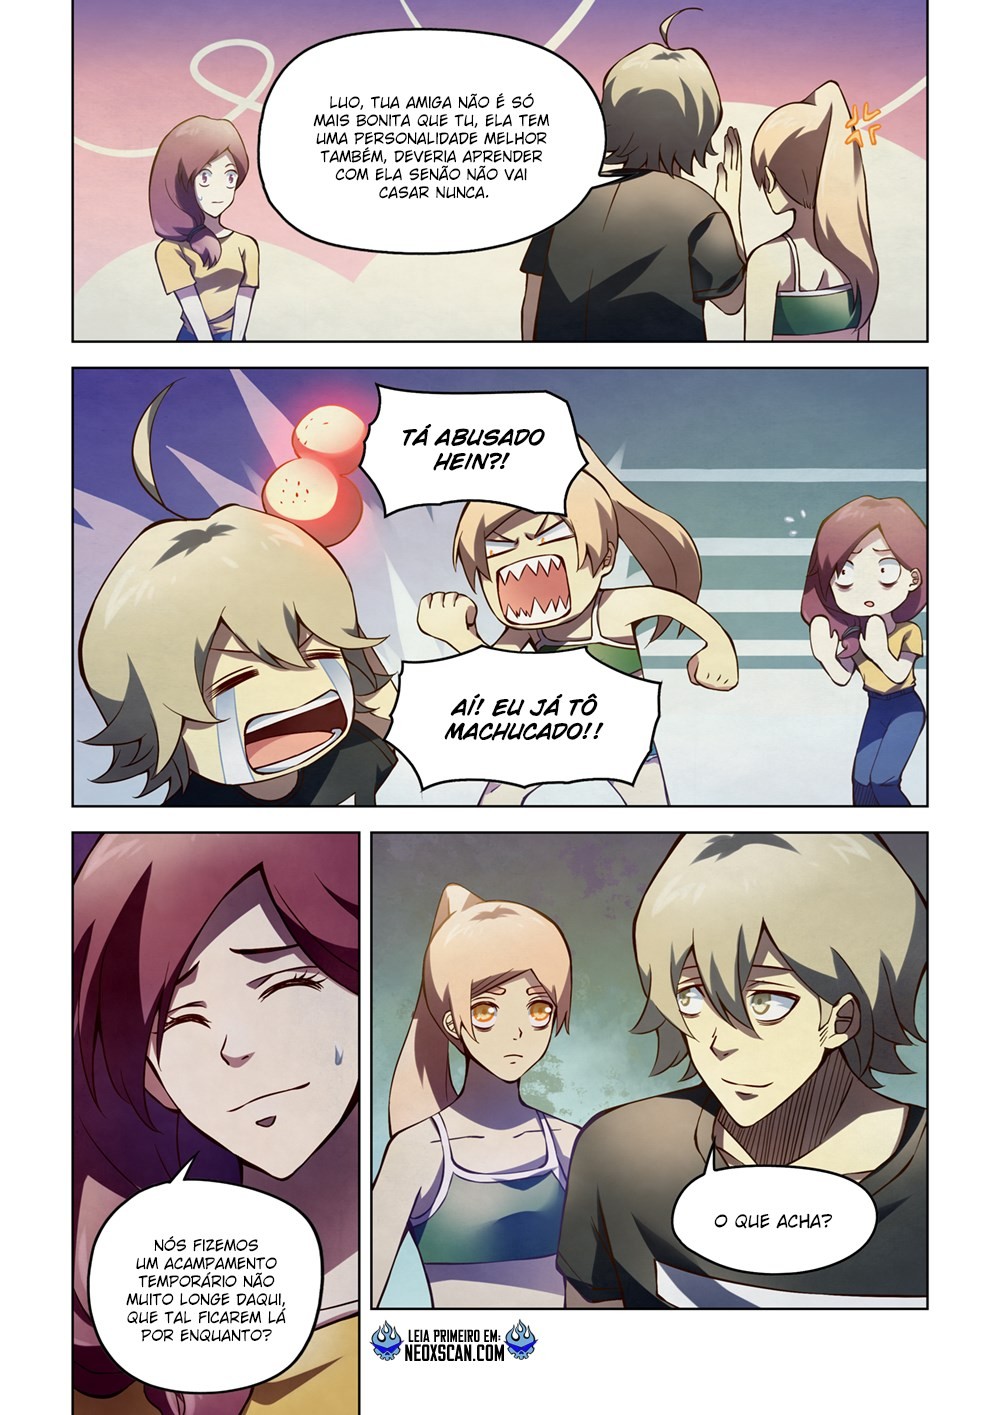 LUO, TUA AMIGA NÃO É SÓ
MAIS BONITA QUE TU, ELA TEM
UMA PERSONALIDADE MELHOR
TAMBÉM, DEVERIA APRENDER
COM ELA SENÃO NÃO VAI
CASAR NUNCA.
TÁ ABUSADO
HEIN?!
AÍ! EU JÁ TÔ
MACHUCADO!!
NÓS FIZEMOS
UM ACAMPAMENTO
TEMPORÁRIO NÃO
MUITO LONGE DAQUI,
QUE TAL FICAREM LÁ
POR ENQUANTO?
O QUE ACHA?
LEIA PRIMEIRO EM:
NEOXSCAN.COM